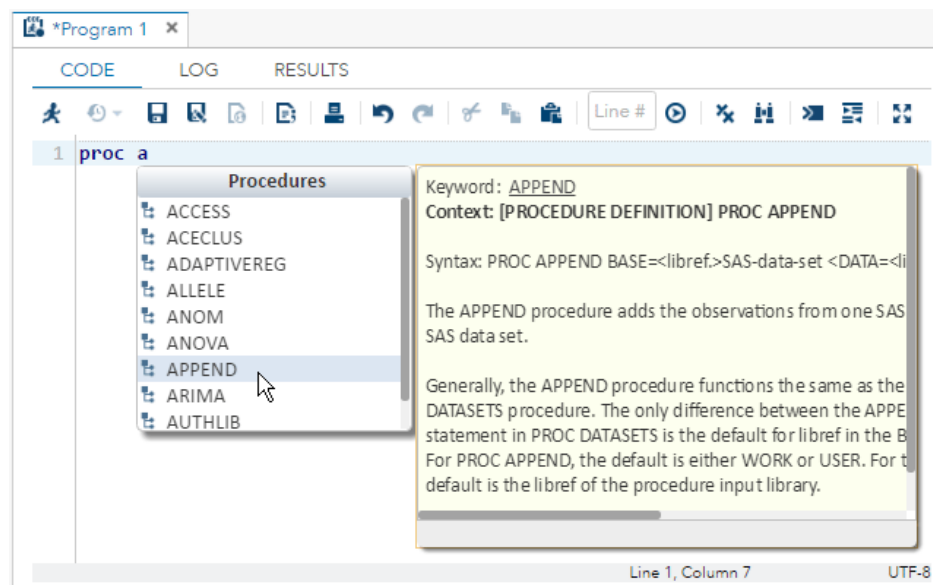 *Program 1
CODE LOG RESULTS
Line #
1 proc a
Procedures
ACCESS
ACECLUS
ADAPTIVEREG
ALLELE
ANOM
ANOVA
APPEND
ARIMA
AUTHLIB
Keyword: APPEND
Context: [PROCEDURE DEFINITION] PROC APPEND
Syntax: PROC APPEND BASE=<libref.>SAS-data-set <DATA=<li
The APPEND procedure adds the observations from one SAS
SAS data set.
Generally, the APPEND procedure functions the same as the
DATASETS procedure. The only difference between the APPE
statement in PROC DATASETS is the default for libref in the B
For PROC APPEND, the default is either WORK or USER. For t
default is the libref of the procedure input library.
Line 1, Column 7 UTF-8